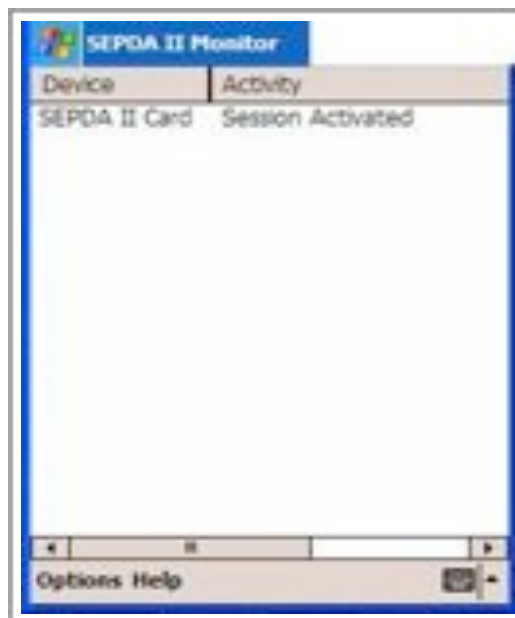 SEPDA II Monitor
Device Activity
SEPDA II Card Session Activated
Options Help